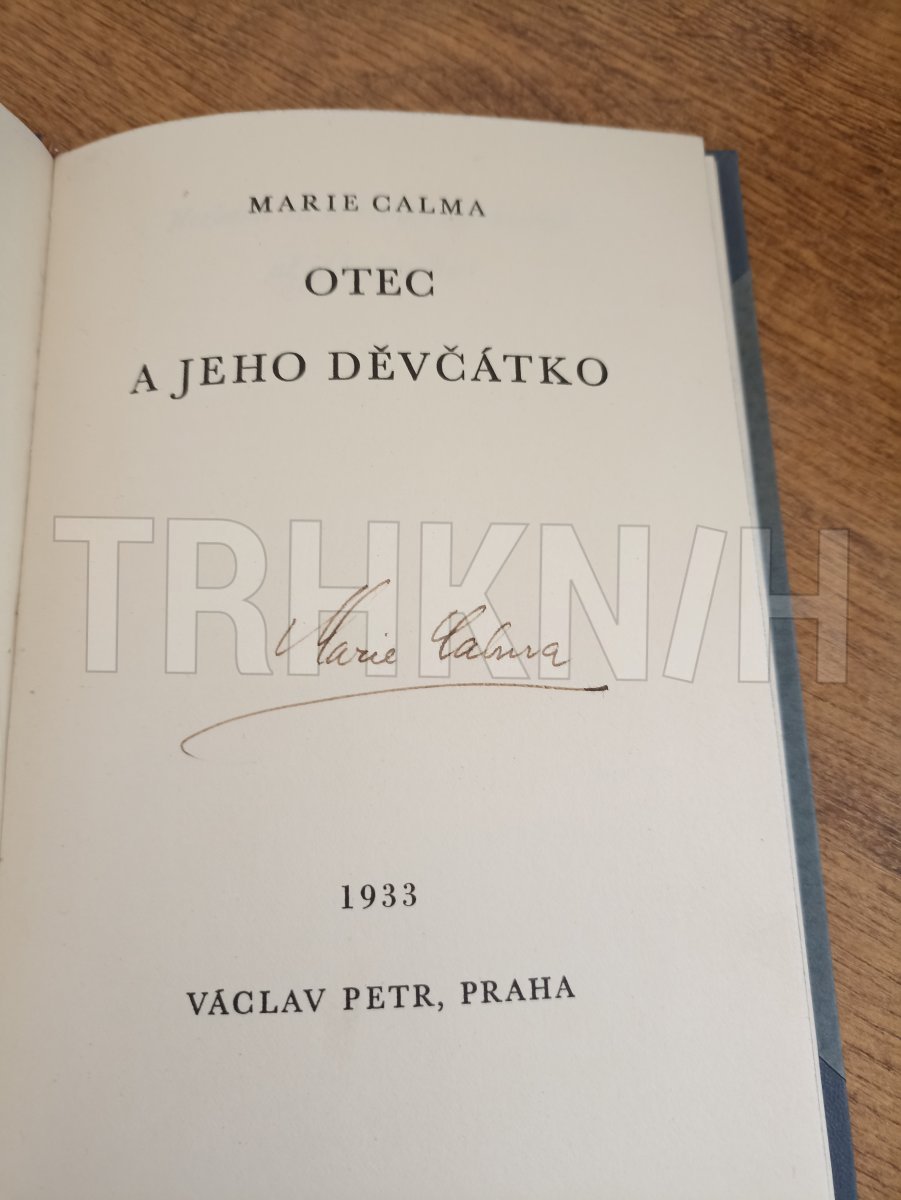 MARIE CALMA
OTEC
A JEHO DĚVČÁTKO
TRHKNIH
Marie Calma
1933
VÁCLAV PETR, PRAHA